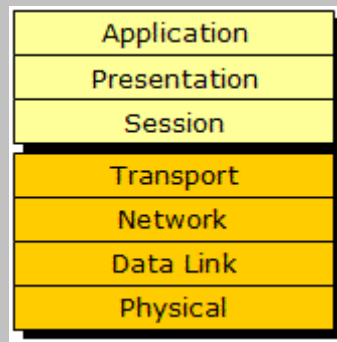 Application
Presentation
Session
Transport
Network
Data Link
Physical